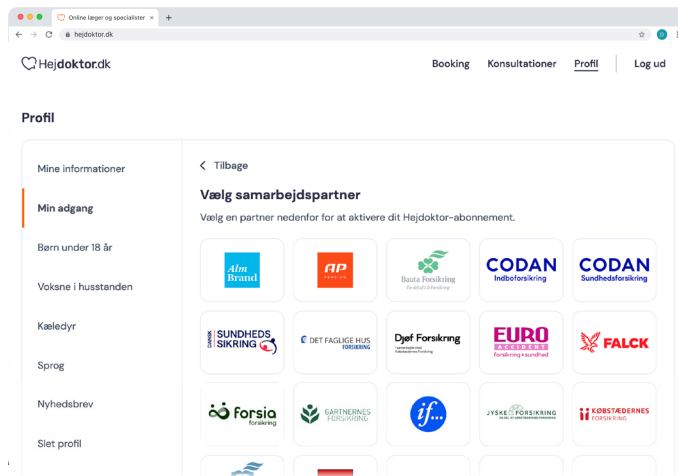 Online læger og specialister
hejdoktor.dk
Hejdoktor.dk
Booking Konsultationer Profil Log ud
Profil
Mine informationer
Min adgang
Børn under 18 år
Voksne i husstanden
Kæledyr
Sprog
Nyhedsbrev
Slet profil
Tilbage
Vælg samarbejdspartner
Vælg en partner nedenfor for at aktivere dit Hejdoktor-abonnement.
Alm
Brand
AP
PENSION
Bauta Forsikring
CODAN
Indboforsikring
CODAN
Sundhedsforsikring
DANSK
SUNDHEDS
SIKRING
DET FAGLIGE HUS
FORSIKRING
Djøf Forsikring
EURO
ACCIDENT
forsikring • sundhed
FALCK
forsia
forsikring
GARTNERNES
FORSIKRING
if...
JYSKE FORSIKRING
KØBSTÆDERNES
FORSIKRING